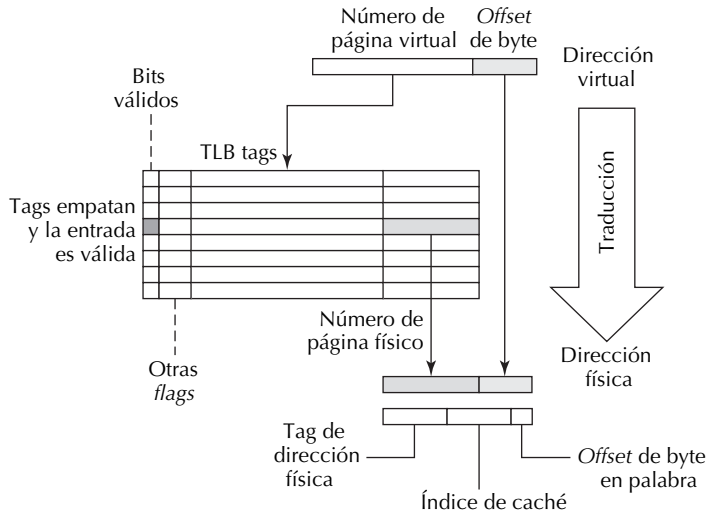 Número de
página virtual
Offset
de byte
Dirección
virtual
Bits
válidos
TLB tags
Tags empatan
y la entrada
es válida
Traducción
Número de
página físico
Otras
flags
Dirección
física
Tag de
dirección
física
Offset de byte
en palabra
Índice de caché